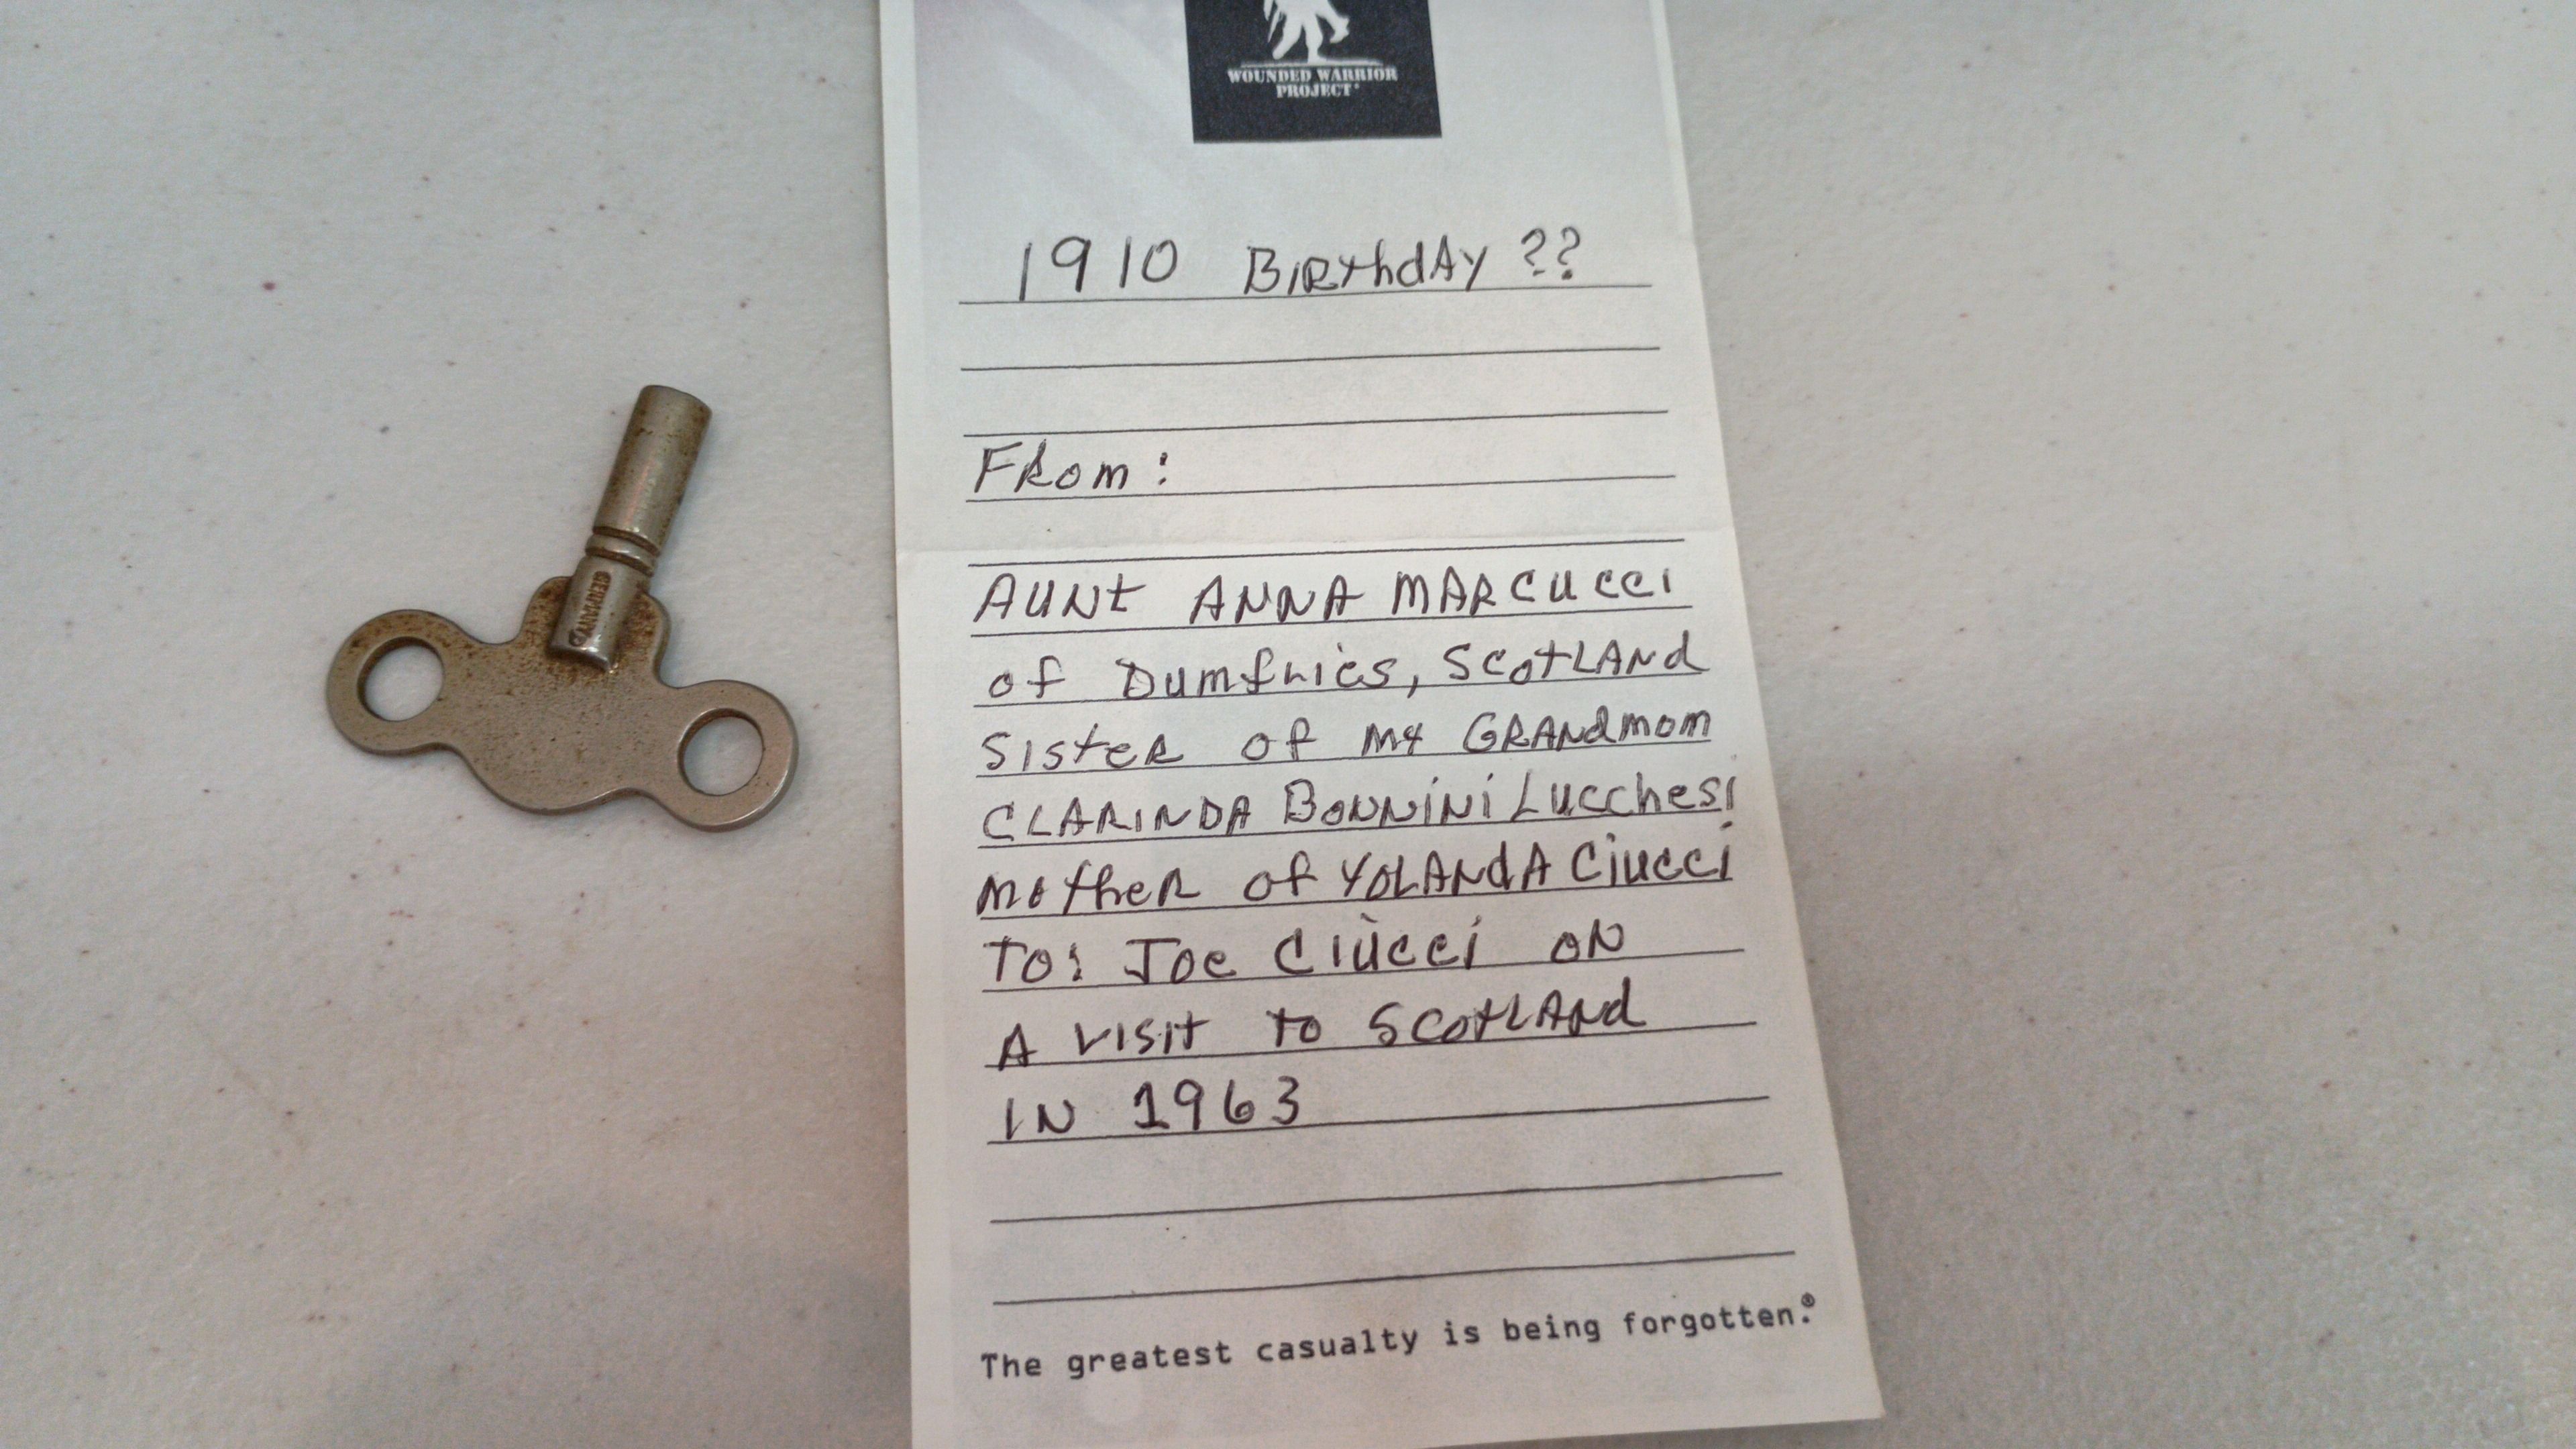 WOUNDED WARRIOR
PROJECT®
1910 BIRthdAY ??
FRom:
AUNt ANNA MARCUCCI
of Dumfries, ScotLANd
SisteR of my GRANdmom
CLARINDA BONNiNi Lucchesi
motheR of YOLANdA Ciucci
To: Joe Ciucci oN
A visit to ScotLANd
IN 1963
The greatest casualty is being forgotten.®
GERMANY